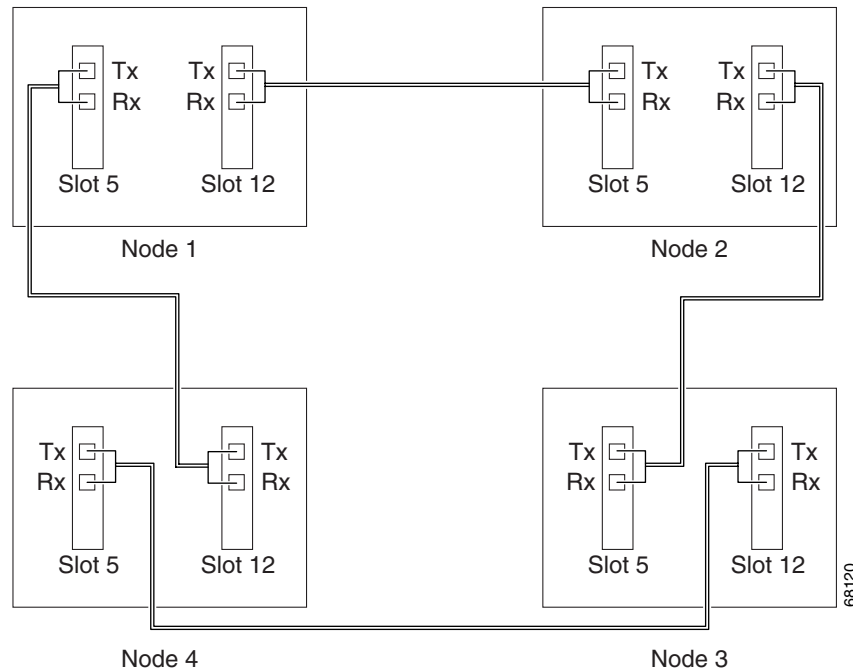 Tx Tx Tx Tx
Rx Rx Rx Rx
Slot 5 Slot 12 Slot 5 Slot 12
Node 1 Node 2
Tx Tx Tx Tx
Rx Rx Rx Rx
Slot 5 Slot 12 Slot 5 Slot 12
68120
Node 4 Node 3